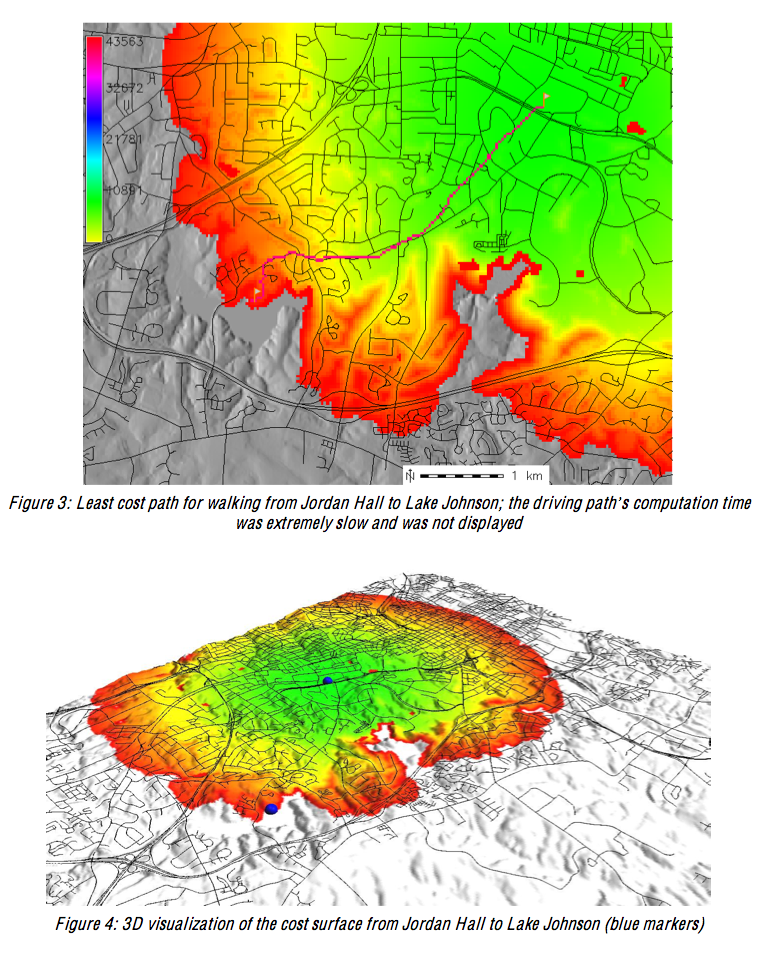 43563
32672
21781
10891
0
N 1 km
Figure 3: Least cost path for walking from Jordan Hall to Lake Johnson; the driving path's computation time
was extremely slow and was not displayed
Figure 4: 3D visualization of the cost surface from Jordan Hall to Lake Johnson (blue markers)